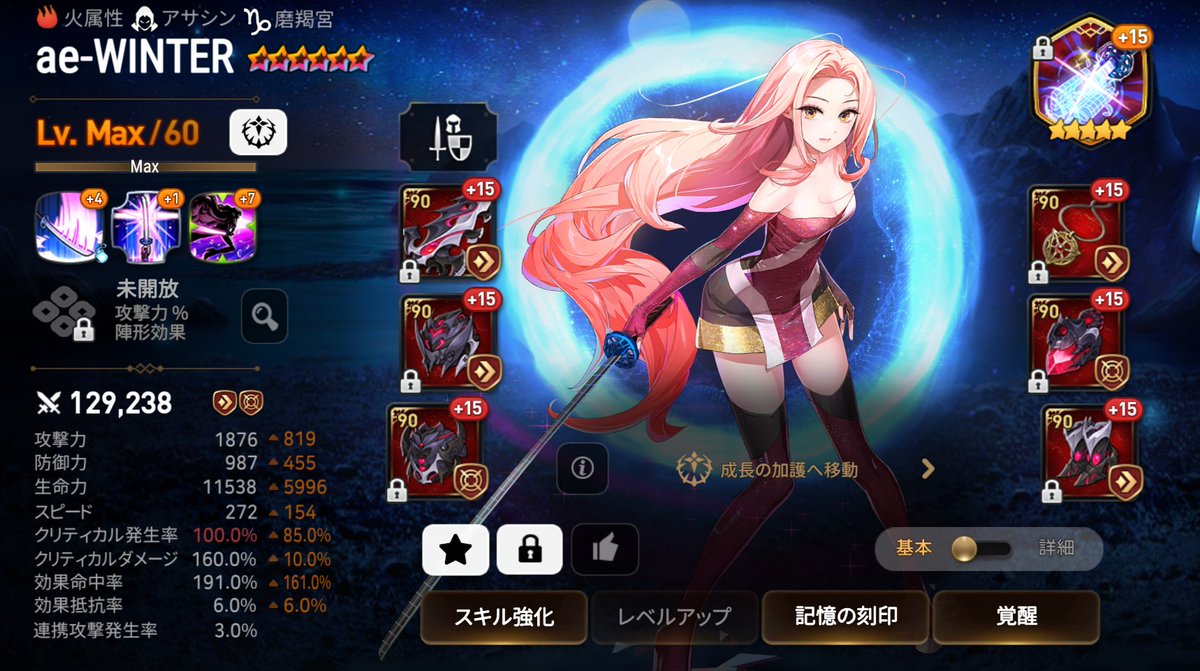 火属性 アサシン 磨羯宮
ae-WINTER
Lv. Max/60
Max
+4
+1
+7
未開放
攻撃力 %
陣形効果
129,238
攻撃力 1876 819
防御力 987 455
生命力 11538 5996
スピード 272 154
クリティカル発生率 100.0% 85.0%
クリティカルダメージ 160.0% 10.0%
効果命中率 191.0% 161.0%
効果抵抗率 6.0% 6.0%
連携攻撃発生率 3.0%
90 +15
90 +15
90 +15
+15
90 +15
90 +15
90 +15
成長の加護へ移動
基本 詳細
スキル強化
レベルアップ
記憶の刻印
覚醒